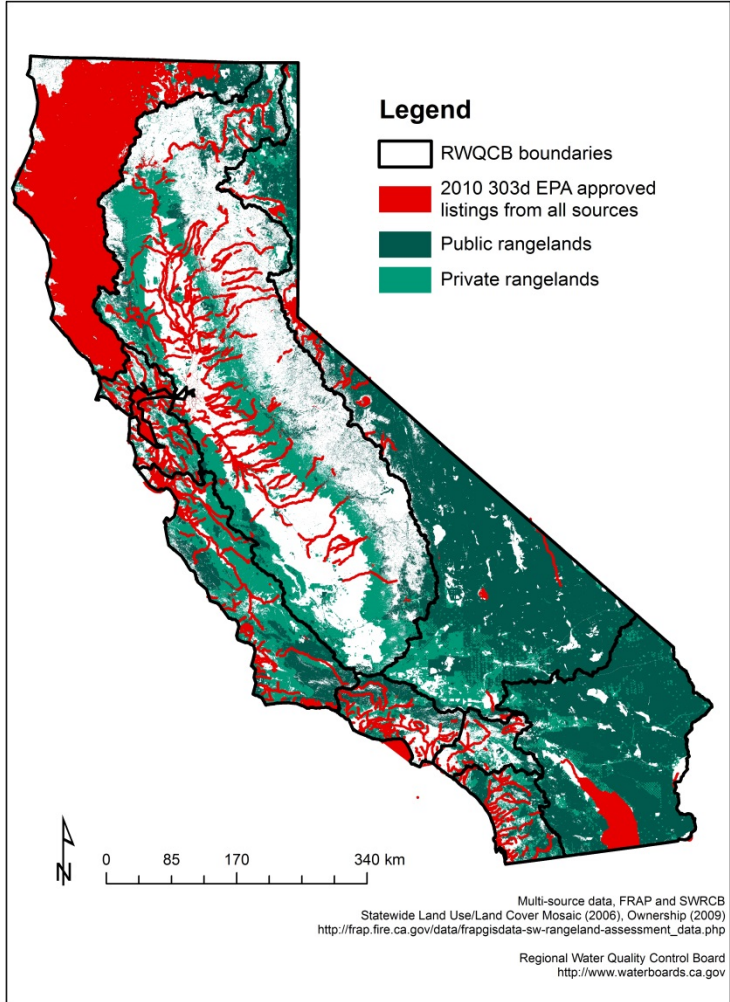 Legend
RWQCB boundaries
2010 303d EPA approved
listings from all sources
Public rangelands
Private rangelands
N
0 85 170 340 km
Multi-source data, FRAP and SWRCB
Statewide Land Use/Land Cover Mosaic (2006), Ownership (2009)
http://frap.fire.ca.gov/data/frapgisdata-sw-rangeland-assessment_data.php
Regional Water Quality Control Board
http://www.waterboards.ca.gov